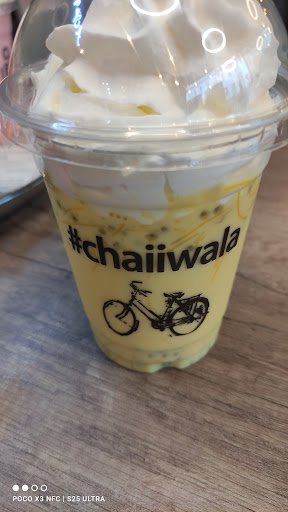 #chaiiwala
POCO X3 NFC | S25 ULTRA